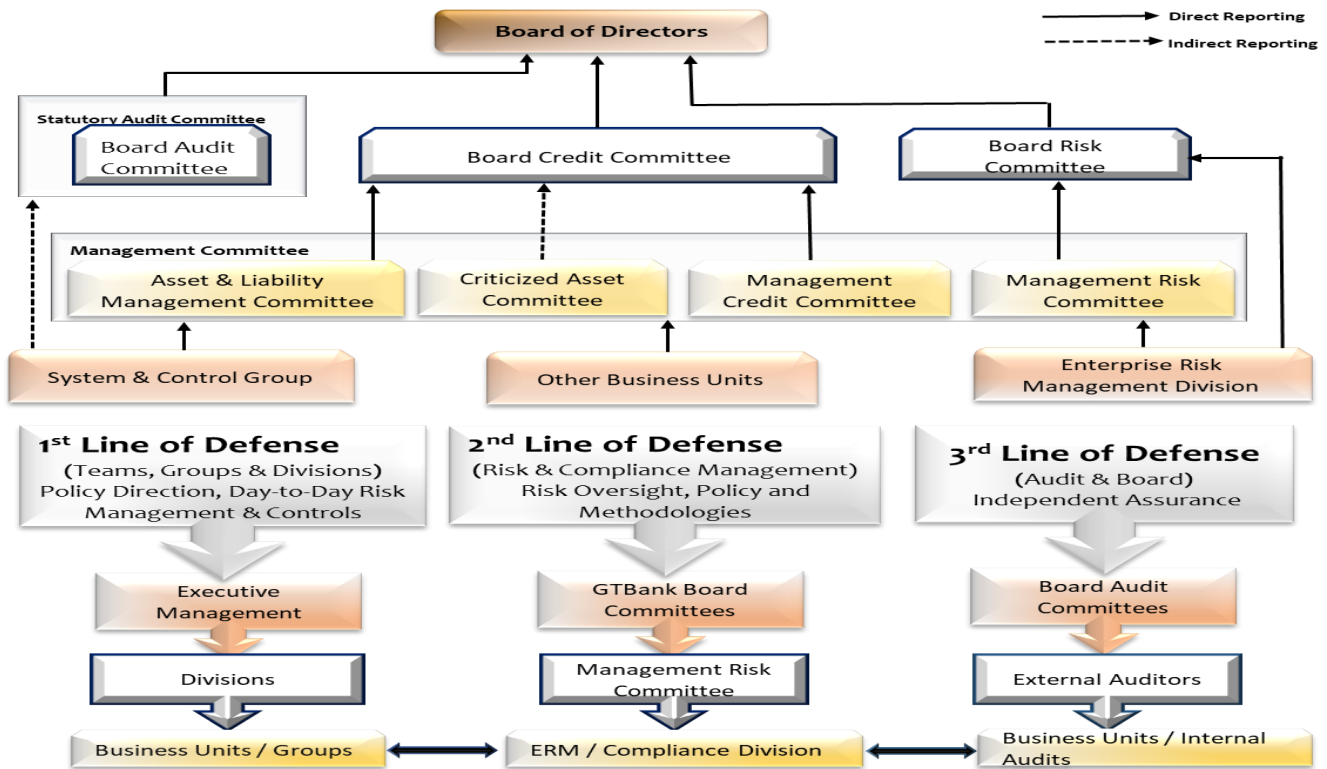 Board of Directors
Direct Reporting
Indirect Reporting
Statutory Audit Committee
Board Audit
Committee
Board Credit Committee
Board Risk
Committee
Management Committee
Asset & Liability
Management Committee
Criticized Asset
Committee
Management
Credit Committee
Management Risk
Committee
System & Control Group
Other Business Units
Enterprise Risk
Management Division
1st Line of Defense
(Teams, Groups & Divisions)
Policy Direction, Day-to-Day Risk
Management & Controls
2nd Line of Defense
(Risk & Compliance Management)
Risk Oversight, Policy and
Methodologies
3rd Line of Defense
(Audit & Board)
Independent Assurance
Executive
Management
GTBank Board
Committees
Board Audit
Committees
Divisions
Management Risk
Committee
External Auditors
Business Units / Groups
ERM / Compliance Division
Business Units / Internal
Audits